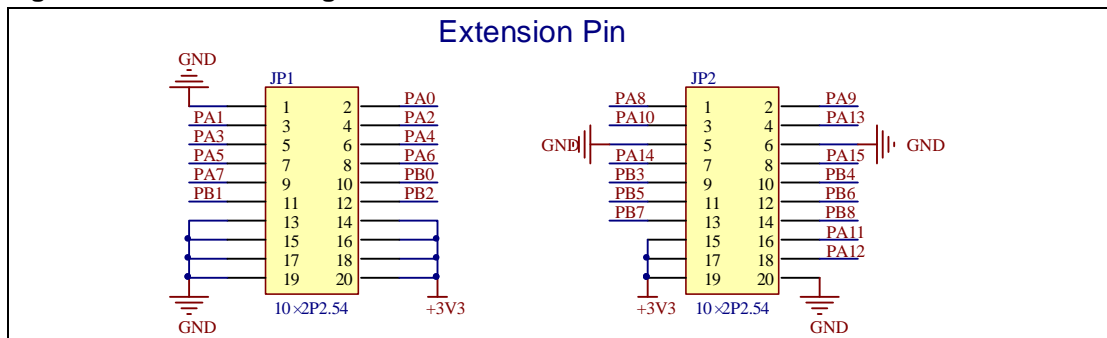 Extension Pin
GND
JP1
1 2 PA0
PA1 3 4 PA2
PA3 5 6 PA4
PA5 7 8 PA6
PA7 9 10 PB0
PB1 11 12 PB2
13 14
15 16
17 18
19 20
GND 10×2P2.54 +3V3
JP2
PA8 1 2 PA9
PA10 3 4 PA13
GND 5 6 GND
PA14 7 8 PA15
PB3 9 10 PB4
PB5 11 12 PB6
PB7 13 14 PB8
15 16 PA11
17 18 PA12
19 20
+3V3 10×2P2.54 GND